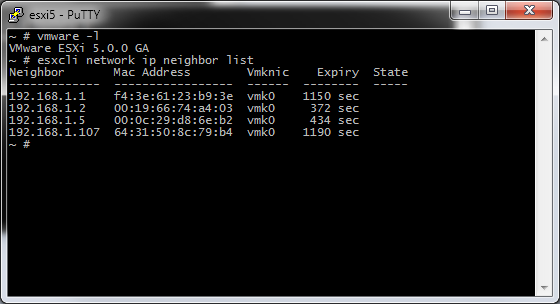 esxi5 - PuTTY
~ # vmware -l
VMware ESXi 5.0.0 GA
~ # esxcli network ip neighbor list
Neighbor       Mac Address        Vmknic    Expiry  State
-------------  -----------------  ------  --------  -----
192.168.1.1    f4:3e:61:23:b9:3e  vmk0    1150 sec
192.168.1.2    00:19:66:74:a4:03  vmk0     372 sec
192.168.1.5    00:0c:29:d8:6e:b2  vmk0     434 sec
192.168.1.107  64:31:50:8c:79:b4  vmk0    1190 sec
~ #